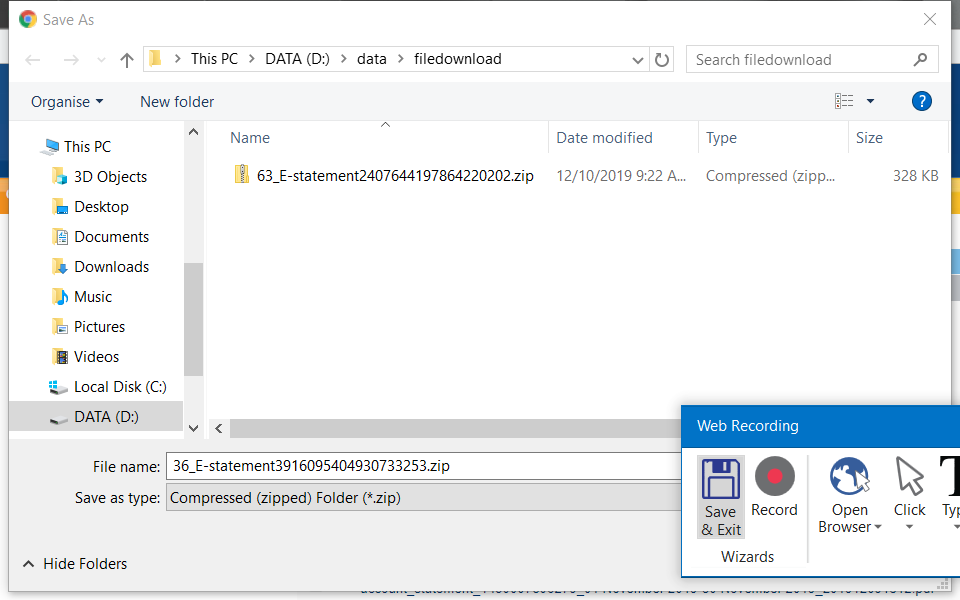 Save As
This PC > DATA (D:) > data > filedownload
Search filedownload
Organise New folder
?
Name Date modified Type Size
63_E-statement2407644197864220202.zip 12/10/2019 9:22 A... Compressed (zipp... 328 KB
This PC
3D Objects
Desktop
Documents
Downloads
Music
Pictures
Videos
Local Disk (C:)
DATA (D:)
File name: 36_E-statement3916095404930733253.zip
Save as type: Compressed (zipped) Folder (*.zip)
Hide Folders
Web Recording
Save & Exit
Record
Open Browser
Click
Typ
Wizards